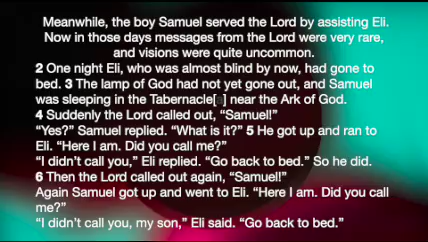 Meanwhile, the boy Samuel served the Lord by assisting Eli.
Now in those days messages from the Lord were very rare,
and visions were quite uncommon.
2 One night Eli, who was almost blind by now, had gone to
bed. 3 The lamp of God had not yet gone out, and Samuel
was sleeping in the Tabernacle[a] near the Ark of God.
4 Suddenly the Lord called out, “Samuel!”
“Yes?” Samuel replied. “What is it?” 5 He got up and ran to
Eli. “Here I am. Did you call me?”
“I didn’t call you,” Eli replied. “Go back to bed.” So he did.
6 Then the Lord called out again, “Samuel!”
Again Samuel got up and went to Eli. “Here I am. Did you call
me?”
“I didn’t call you, my son,” Eli said. “Go back to bed.”